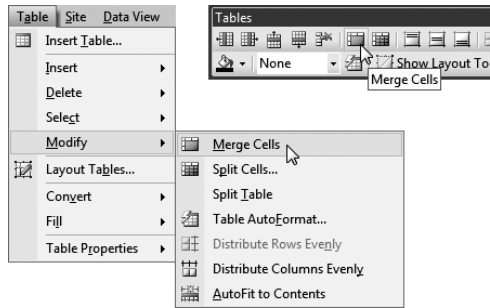 Table Site Data View
Insert Table...
Insert
Delete
Select
Modify
Layout Tables...
Convert
Fill
Table Properties
Merge Cells
Split Cells...
Split Table
Table AutoFormat...
Distribute Rows Evenly
Distribute Columns Evenly
AutoFit to Contents
Tables
None
Show Layout To
Merge Cells